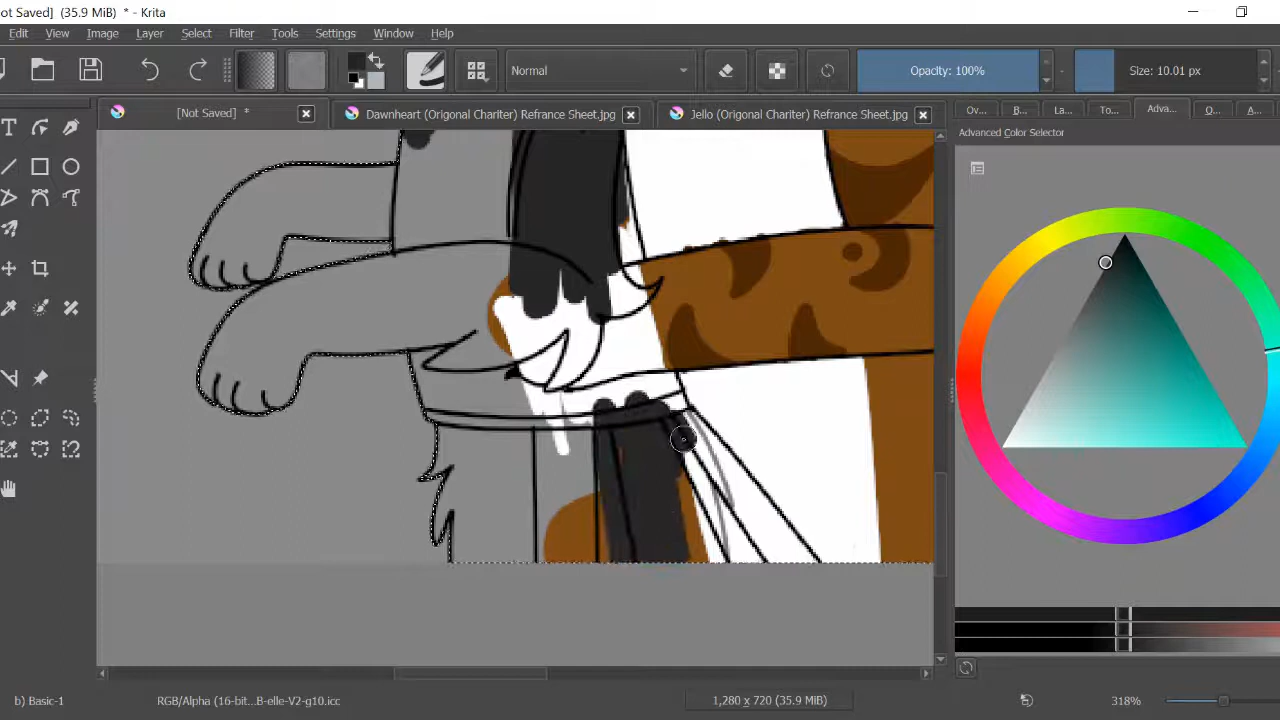 ot Saved] (35.9 MiB) * - Krita
Edit View Image Layer Select Filter Tools Settings Window Help
Normal
Opacity: 100%
Size: 10.01 px
[Not Saved] *
Dawnheart (Origonal Chariter) Refrance Sheet.jpg
Jello (Origonal Chariter) Refrance Sheet.jpg
Ov... B... La... To... Adva... Q... A...
Advanced Color Selector
b) Basic-1
RGB/Alpha (16-bit...B-elle-V2-g10.icc
1,280 x 720 (35.9 MiB)
318%